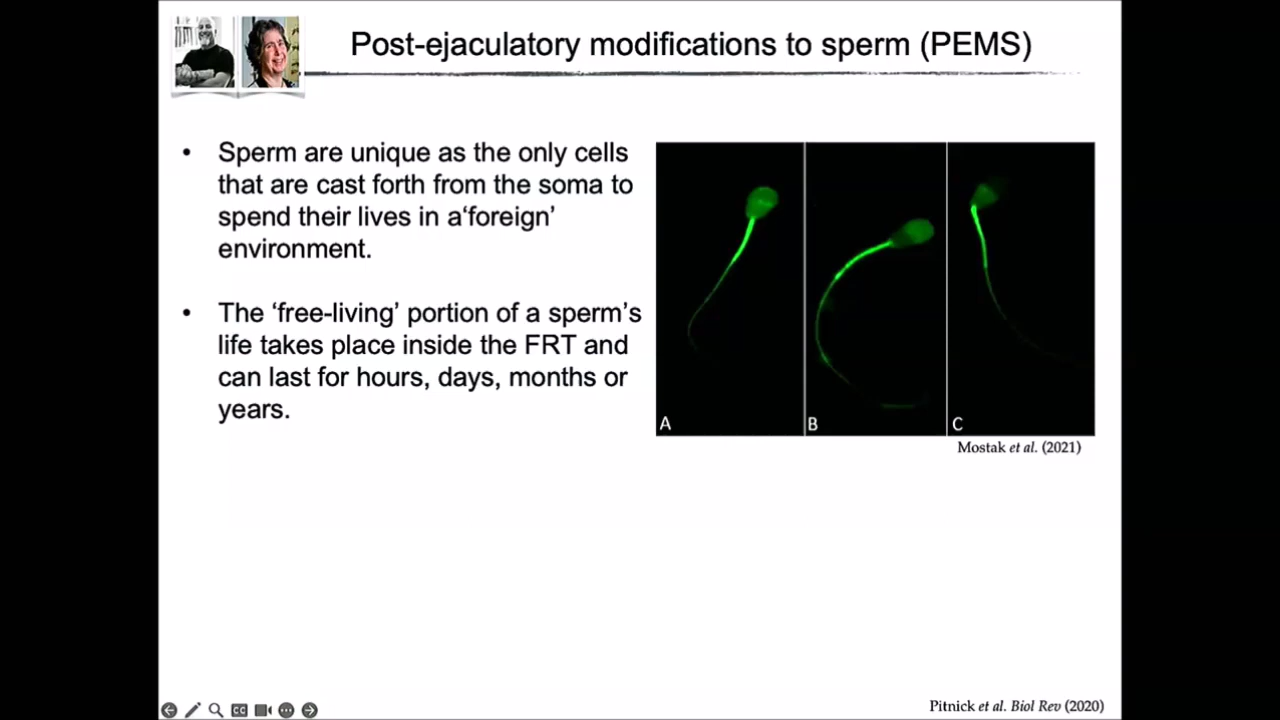 Post-ejaculatory modifications to sperm (PEMS)
• Sperm are unique as the only cells
that are cast forth from the soma to
spend their lives in a‘foreign’
environment.
• The ‘free-living’ portion of a sperm’s
life takes place inside the FRT and
can last for hours, days, months or
years.
A B C
Mostak et al. (2021)
CC
Pitnick et al. Biol Rev (2020)